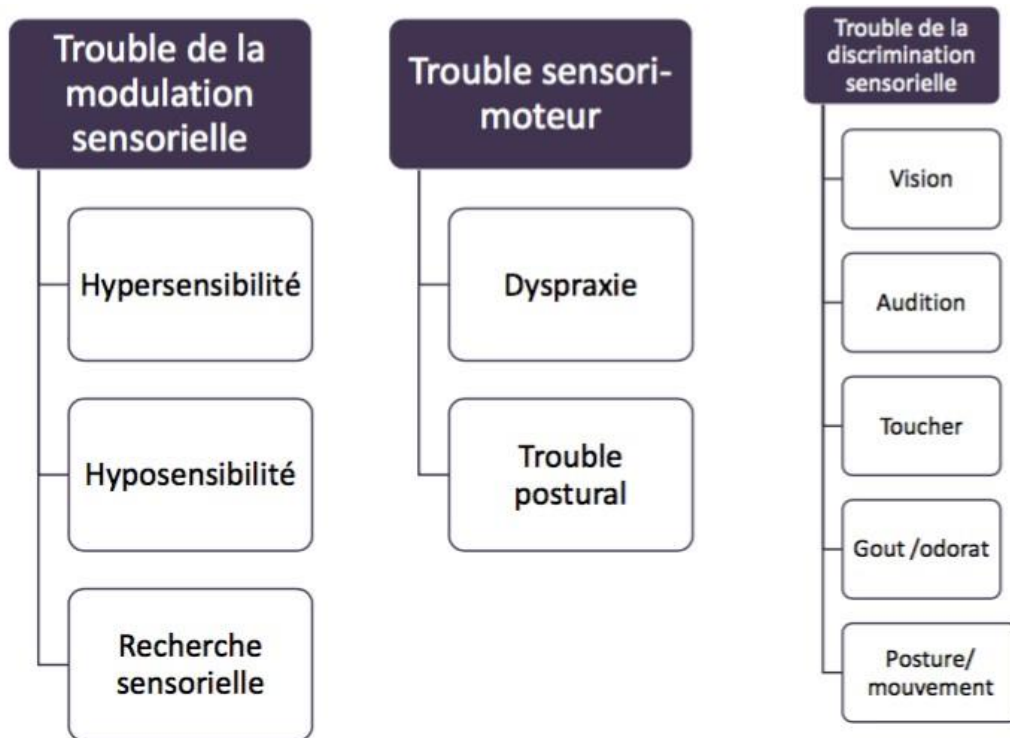 Trouble de la
modulation
sensorielle
Hypersensibilité
Hyposensibilité
Recherche
sensorielle
Trouble sensori-
moteur
Dyspraxie
Trouble
postural
Trouble de la
discrimination
sensorielle
Vision
Audition
Toucher
Gout /odorat
Posture/
mouvement